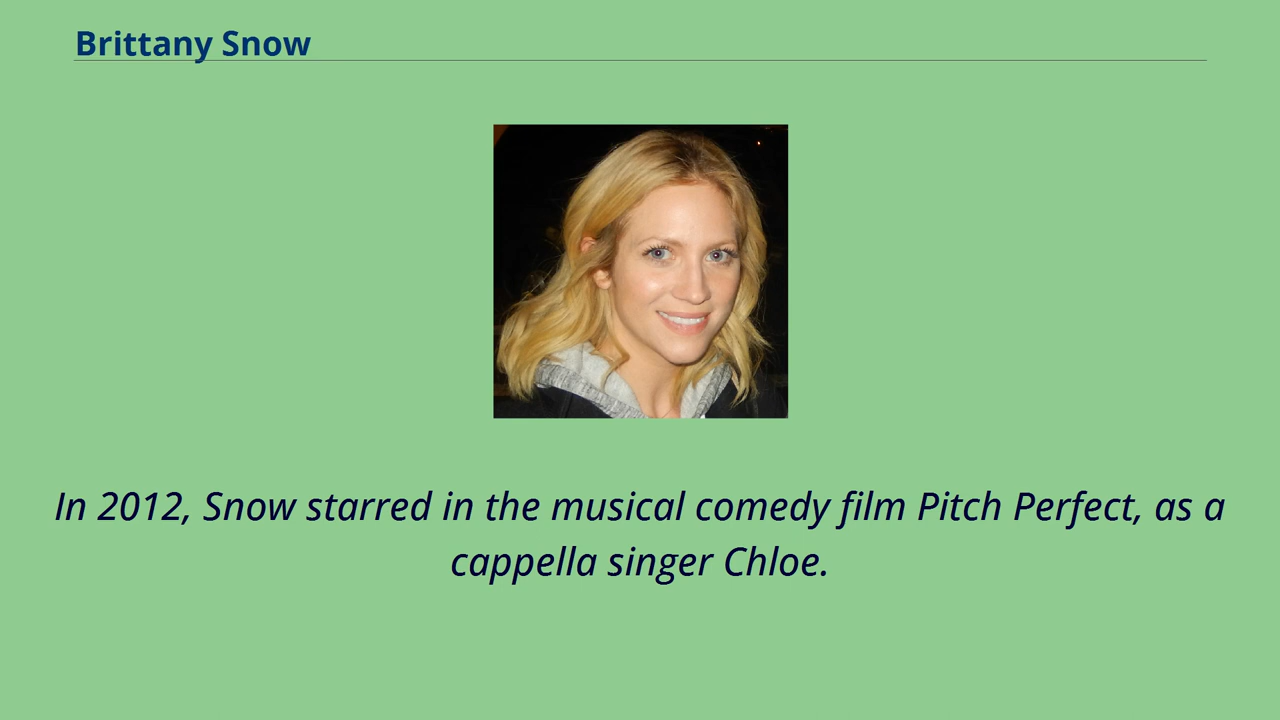 Brittany Snow
In 2012, Snow starred in the musical comedy film Pitch Perfect, as a
cappella singer Chloe.